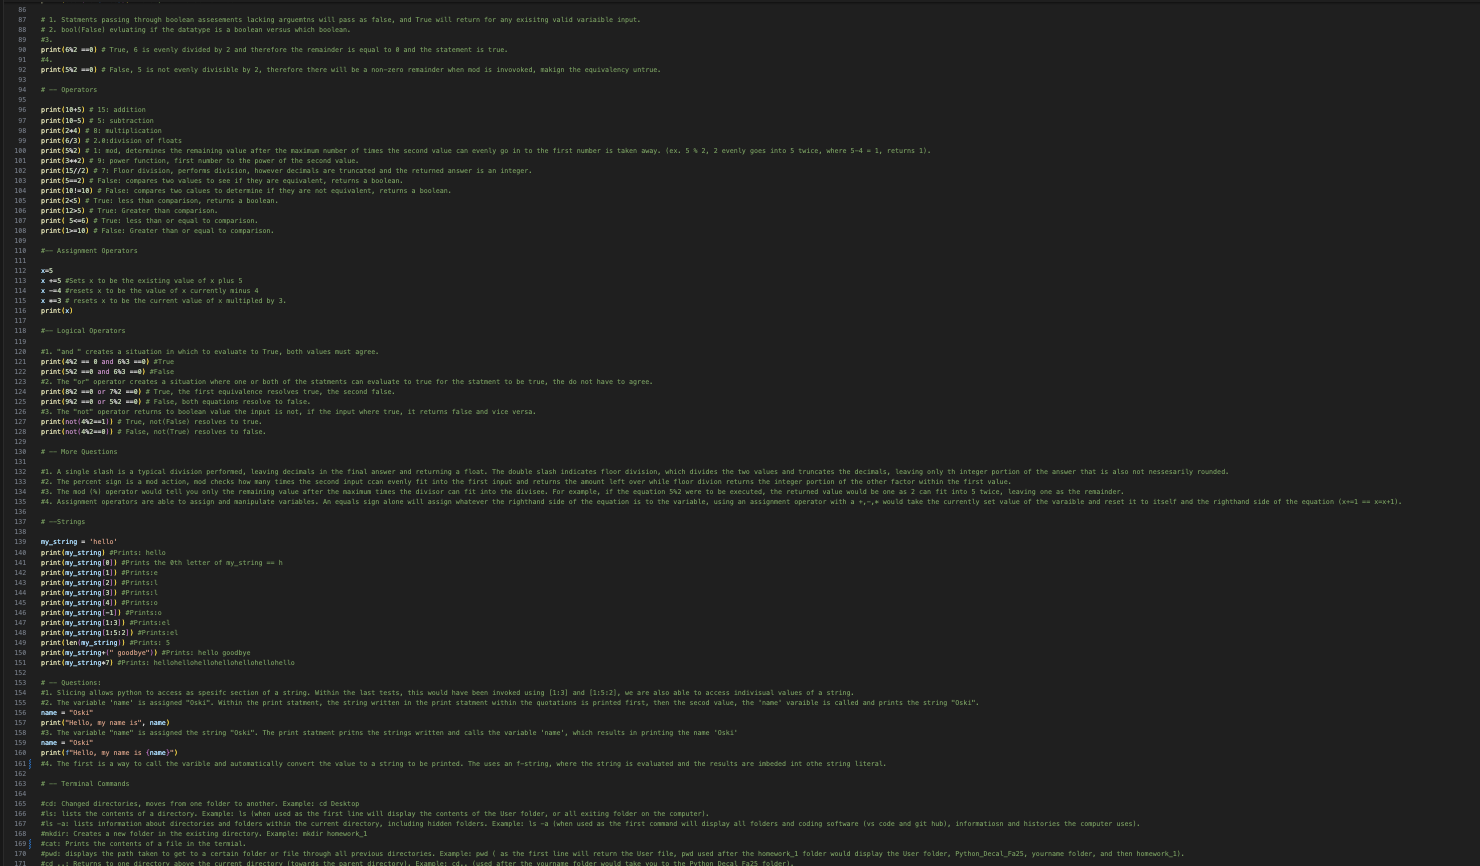 86
87 # 1. Statments passing through boolean assesements lacking arguemtns will pass as false, and True will return for any exisitng valid variaible input.
88 # 2. bool(False) evluating if the datatype is a boolean versus which boolean.
89 #3.
90 print(6%2 ==0) # True, 6 is evenly divided by 2 and therefore the remainder is equal to 0 and the statement is true.
91 #4.
92 print(5%2 ==0) # False, 5 is not evenly divisible by 2, therefore there will be a non-zero remainder when mod is invovoked, makign the equivalency untrue.
93
94 # -- Operators
95
96 print(10+5) # 15: addition
97 print(10-5) # 5: subtraction
98 print(2*4) # 8: multiplication
99 print(6/3) # 2.0:division of floats
100 print(5%2) # 1: mod, determines the remaining value after the maximum number of times the second value can evenly go in to the first number is taken away. (ex. 5 % 2, 2 evenly goes into 5 twice, where 5-4 = 1, returns 1).
101 print(3**2) # 9: power function, first number to the power of the second value.
102 print(15//2) # 7: Floor division, performs division, however decimals are truncated and the returned answer is an integer.
103 print(5==2) # False: compares two values to see if they are equivalent, returns a boolean.
104 print(10!=10) # False: compares two calues to determine if they are not equivalent, returns a boolean.
105 print(2<5) # True: less than comparison, returns a boolean.
106 print(12>5) # True: Greater than comparison.
107 print( 5<=6) # True: less than or equal to comparison.
108 print(1>=10) # False: Greater than or equal to comparison.
109
110 #-- Assignment Operators
111
112 x=5
113 x +=5 #Sets x to be the existing value of x plus 5
114 x -=4 #resets x to be the value of x currently minus 4
115 x *=3 # resets x to be the current value of x multipled by 3.
116 print(x)
117
118 #-- Logical Operators
119
120 #1. "and " creates a situation in which to evaluate to True, both values must agree.
121 print(4%2 == 0 and 6%3 ==0) #True
122 print(5%2 ==0 and 6%3 ==0) #False
123 #2. The "or" operator creates a situation where one or both of the statments can evaluate to true for the statment to be true, the do not have to agree.
124 print(8%2 ==0 or 7%2 ==0) # True, the first equivalence resolves true, the second false.
125 print(9%2 ==0 or 5%2 ==0) # False, both equations resolve to false.
126 #3. The "not" operator returns to boolean value the input is not, if the input where true, it returns false and vice versa.
127 print(not(4%2==1)) # True, not(False) resolves to true.
128 print(not(4%2==0)) # False, not(True) resolves to false.
129
130 # -- More Questions
131
132 #1. A single slash is a typical division performed, leaving decimals in the final answer and returning a float. The double slash indicates floor division, which divides the two values and truncates the decimals, leaving only th integer portion of the answer that is also not nessesarily rounded.
133 #2. The percent sign is a mod action, mod checks how many times the second input ccan evenly fit into the first input and returns the amount left over while floor divion returns the integer portion of the other factor within the first value.
134 #3. The mod (%) operator would tell you only the remaining value after the maximum times the divisor can fit into the divisee. For example, if the equation 5%2 were to be executed, the returned value would be one as 2 can fit into 5 twice, leaving one as the remainder.
135 #4. Assignment operators are able to assign and manipulate variables. An equals sign alone will assign whatever the righthand side of the equation is to the variable, using an assignment operator with a +,-,* would take the currently set value of the varaible and reset it to itself and the righthand side of the equation (x+=1 == x=x+1).
136
137 # --Strings
138
139 my_string = 'hello'
140 print(my_string) #Prints: hello
141 print(my_string[0]) #Prints the 0th letter of my_string == h
142 print(my_string[1]) #Prints:e
143 print(my_string[2]) #Prints:l
144 print(my_string[3]) #Prints:l
145 print(my_string[4]) #Prints:o
146 print(my_string[-1]) #Prints:o
147 print(my_string[1:3]) #Prints:el
148 print(my_string[1:5:2]) #Prints:el
149 print(len(my_string)) #Prints: 5
150 print(my_string+(" goodbye")) #Prints: hello goodbye
151 print(my_string*7) #Prints: hellohellohellohellohellohellohello
152
153 # -- Questions:
154 #1. Slicing allows python to access as spesifc section of a string. Within the last tests, this would have been invoked using [1:3] and [1:5:2], we are also able to access indivisual values of a string.
155 #2. The variable 'name' is assigned "Oski". Within the print statment, the string written in the print statment within the quotations is printed first, then the secod value, the 'name' varaible is called and prints the string "Oski".
156 name = "Oski"
157 print("Hello, my name is", name)
158 #3. The variable "name" is assigned the string "Oski". The print statment pritns the strings written and calls the variable 'name', which results in printing the name 'Oski'
159 name = "Oski"
160 print(f"Hello, my name is {name}")
161 #4. The first is a way to call the varible and automatically convert the value to a string to be printed. The uses an f-string, where the string is evaluated and the results are imbeded int othe string literal.
162
163 # -- Terminal Commands
164
165 #cd: Changed directories, moves from one folder to another. Example: cd Desktop
166 #ls: lists the contents of a directory. Example: ls (when used as the first line will display the contents of the User folder, or all exiting folder on the computer).
167 #ls -a: lists information about directories and folders within the current directory, including hidden folders. Example: ls -a (when used as the first command will display all folders and coding software (vs code and git hub), informatiosn and histories the computer uses).
168 #mkdir: Creates a new folder in the existing directory. Example: mkdir homework_1
169 #cat: Prints the contents of a file in the termial.
170 #pwd: displays the path taken to get to a certain folder or file through all previous directories. Example: pwd ( as the first line will return the User file, pwd used after the homework_1 folder would display the User folder, Python_Decal_Fa25, yourname folder, and then homework_1).
171 #cd ..: Returns to one directory above the current directory (towards the parent directory). Example: cd.. (used after the yourname folder would take you to the Python_Decal_Fa25 folder).